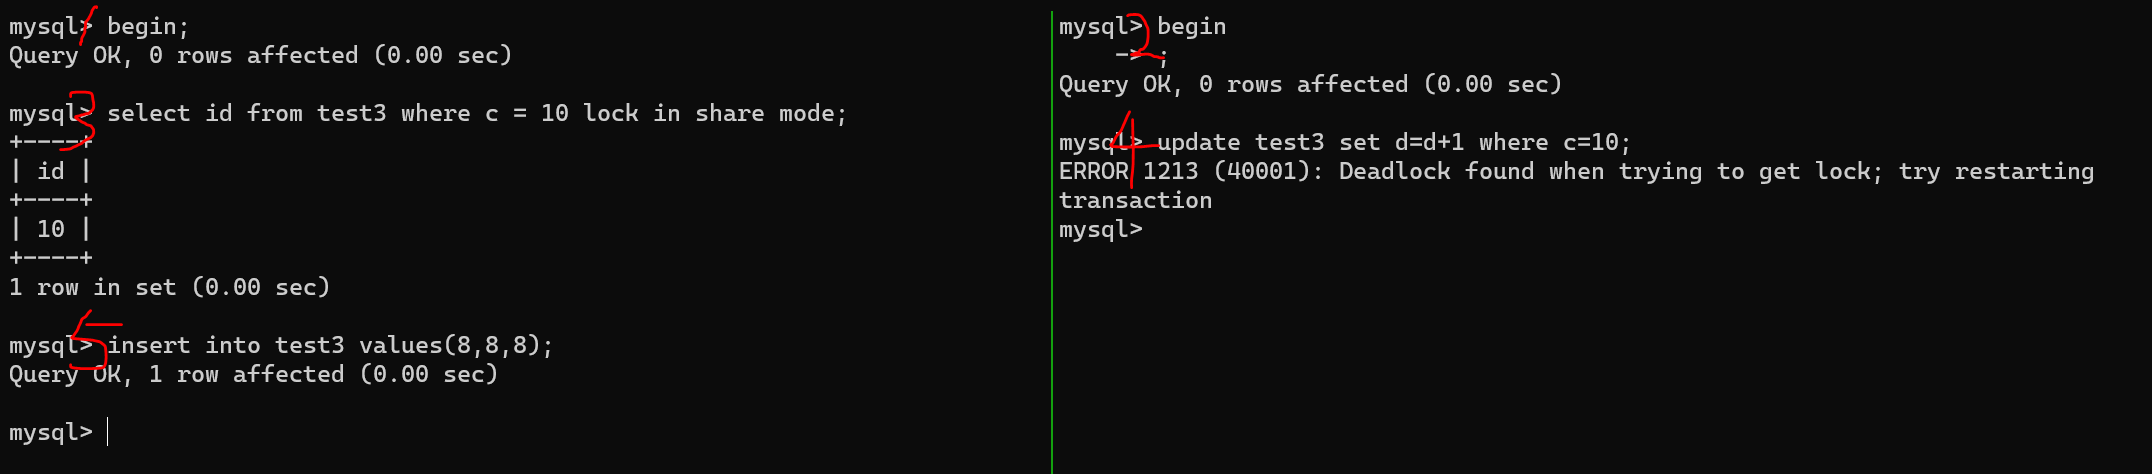 mysql> begin;
Query OK, 0 rows affected (0.00 sec)
mysql> select id from test3 where c = 10 lock in share mode;
+----+
| id |
+----+
| 10 |
+----+
1 row in set (0.00 sec)
mysql> insert into test3 values(8,8,8);
Query OK, 1 row affected (0.00 sec)
mysql>
mysql> begin
    -> ;
Query OK, 0 rows affected (0.00 sec)
mysql> update test3 set d=d+1 where c=10;
ERROR 1213 (40001): Deadlock found when trying to get lock; try restarting
transaction
mysql>
1
3
5
2
4